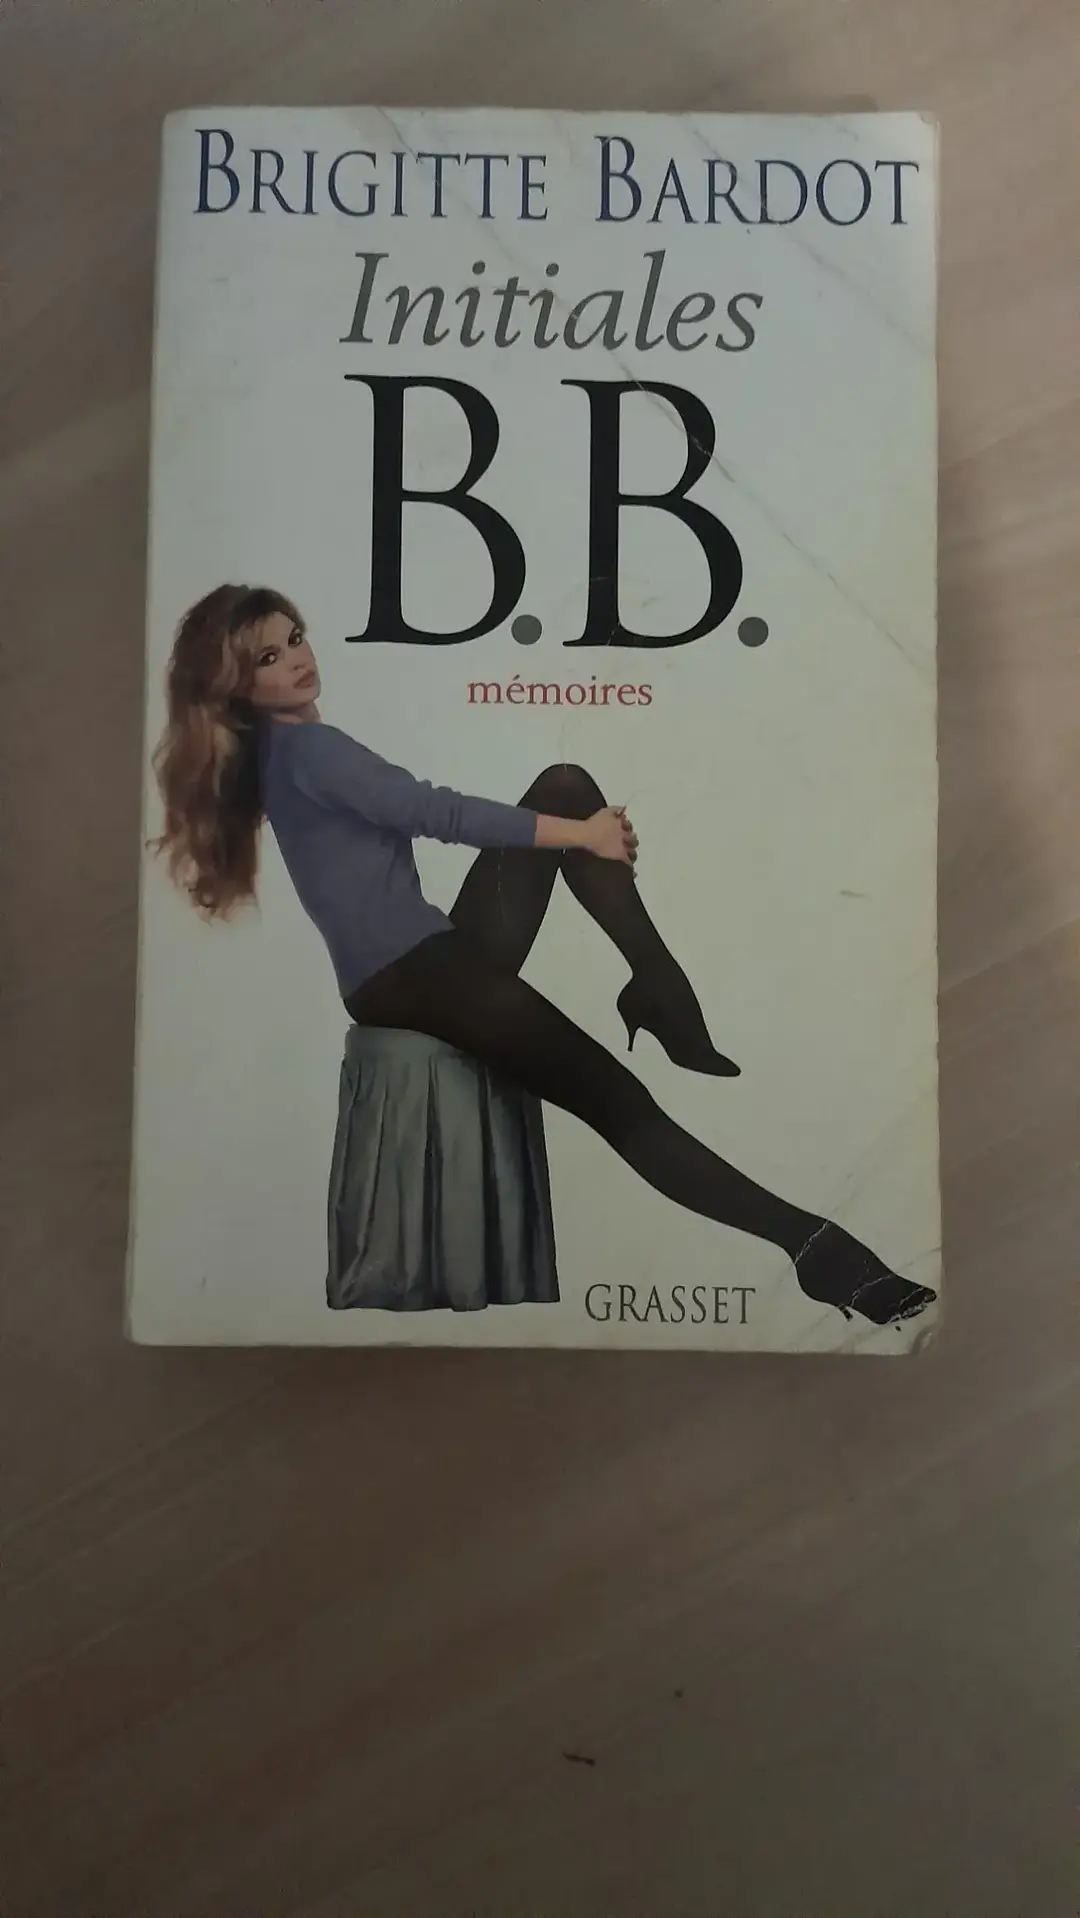 BRIGITTE BARDOT
Initiales
B.B.
mémoires
GRASSET